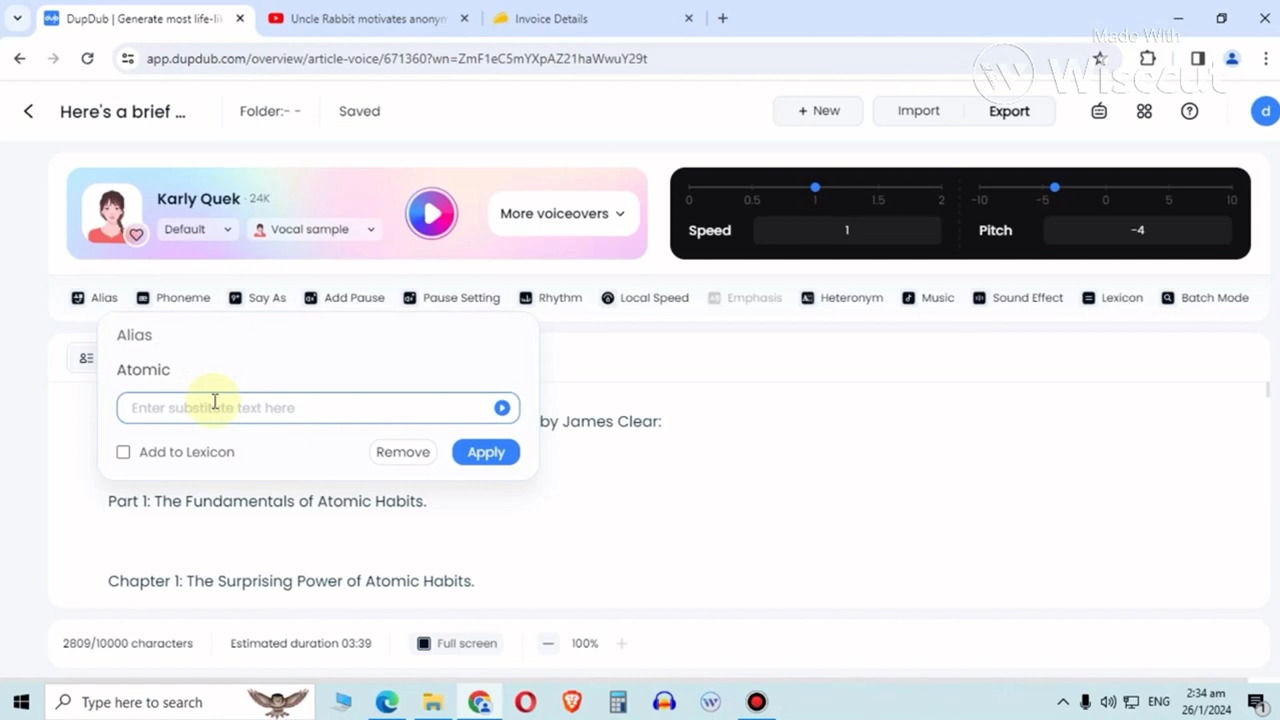 DupDub | Generate most life-li
Uncle Rabbit motivates anonym
Invoice Details
Made With
Wisecut
app.dupdub.com/overview/article-voice/671360?wn=ZmF1eC5mYXpAZ21haWwuY29t
Here's a brief ...
Folder:- -
Saved
+ New
Import
Export
d
Karly Quek · 24K
Default
Vocal sample
More voiceovers
0 0.5 1 1.5 2
-10 -5 0 5 10
Speed 1
Pitch -4
Alias Phoneme Say As Add Pause Pause Setting Rhythm Local Speed Emphasis Heteronym Music Sound Effect Lexicon Batch Mode
Alias
Atomic
Enter substitute text here
by James Clear:
Add to Lexicon
Remove
Apply
Part 1: The Fundamentals of Atomic Habits.
Chapter 1: The Surprising Power of Atomic Habits.
2809/10000 characters
Estimated duration 03:39
Full screen
100%
Type here to search
ENG
2:34 am
26/1/2024
1